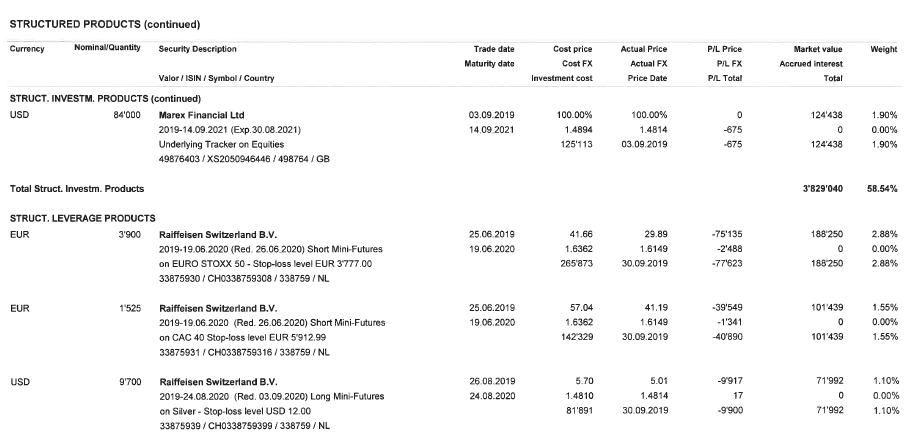 STRUCTURED PRODUCTS (continued)
Currency Nominal/Quantity Security Description Trade date Cost price Actual Price P/L Price Market value Weight
Maturity date Cost FX Actual FX P/L FX Accrued interest
Valor / ISIN / Symbol / Country Investment cost Price Date P/L Total Total
STRUCT. INVESTM. PRODUCTS (continued)
USD 84'000 Marex Financial Ltd 03.09.2019 100.00% 100.00% 0 124'438 1.90%
2019-14.09.2021 (Exp.30.08.2021) 14.09.2021 1.4894 1.4814 -675 0 0.00%
Underlying Tracker on Equities 125'113 03.09.2019 -675 124'438 1.90%
49876403 / XS2050946446 / 498764 / GB
Total Struct. Investm. Products 3'829'040 58.54%
STRUCT. LEVERAGE PRODUCTS
EUR 3'900 Raiffeisen Switzerland B.V. 25.06.2019 41.66 29.89 -75'135 188'250 2.88%
2019-19.06.2020 (Red. 26.06.2020) Short Mini-Futures 19.06.2020 1.6362 1.6149 -2'488 0 0.00%
on EURO STOXX 50 - Stop-loss level EUR 3'777.00 265'873 30.09.2019 -77'623 188'250 2.88%
33875930 / CH0338759308 / 338759 / NL
EUR 1'525 Raiffeisen Switzerland B.V. 25.06.2019 57.04 41.19 -39'549 101'439 1.55%
2019-19.06.2020 (Red. 26.06.2020) Short Mini-Futures 19.06.2020 1.6362 1.6149 -1'341 0 0.00%
on CAC 40 Stop-loss level EUR 5'912.99 142'329 30.09.2019 -40'890 101'439 1.55%
33875931 / CH0338759316 / 338759 / NL
USD 9'700 Raiffeisen Switzerland B.V. 26.08.2019 5.70 5.01 -9'917 71'992 1.10%
2019-24.08.2020 (Red. 03.09.2020) Long Mini-Futures 24.08.2020 1.4810 1.4814 17 0 0.00%
on Silver - Stop-loss level USD 12.00 81'891 30.09.2019 -9'900 71'992 1.10%
33875939 / CH0338759399 / 338759 / NL